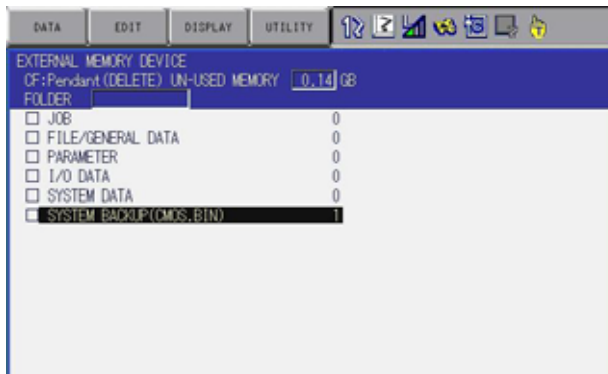 DATA EDIT DISPLAY UTILITY
EXTERNAL MEMORY DEVICE
CF:Pendant(DELETE) UN-USED MEMORY 0.14 GB
FOLDER
JOB 0
FILE/GENERAL DATA 0
PARAMETER 0
I/O DATA 0
SYSTEM DATA 0
SYSTEM BACKUP(CMOS.BIN) 1